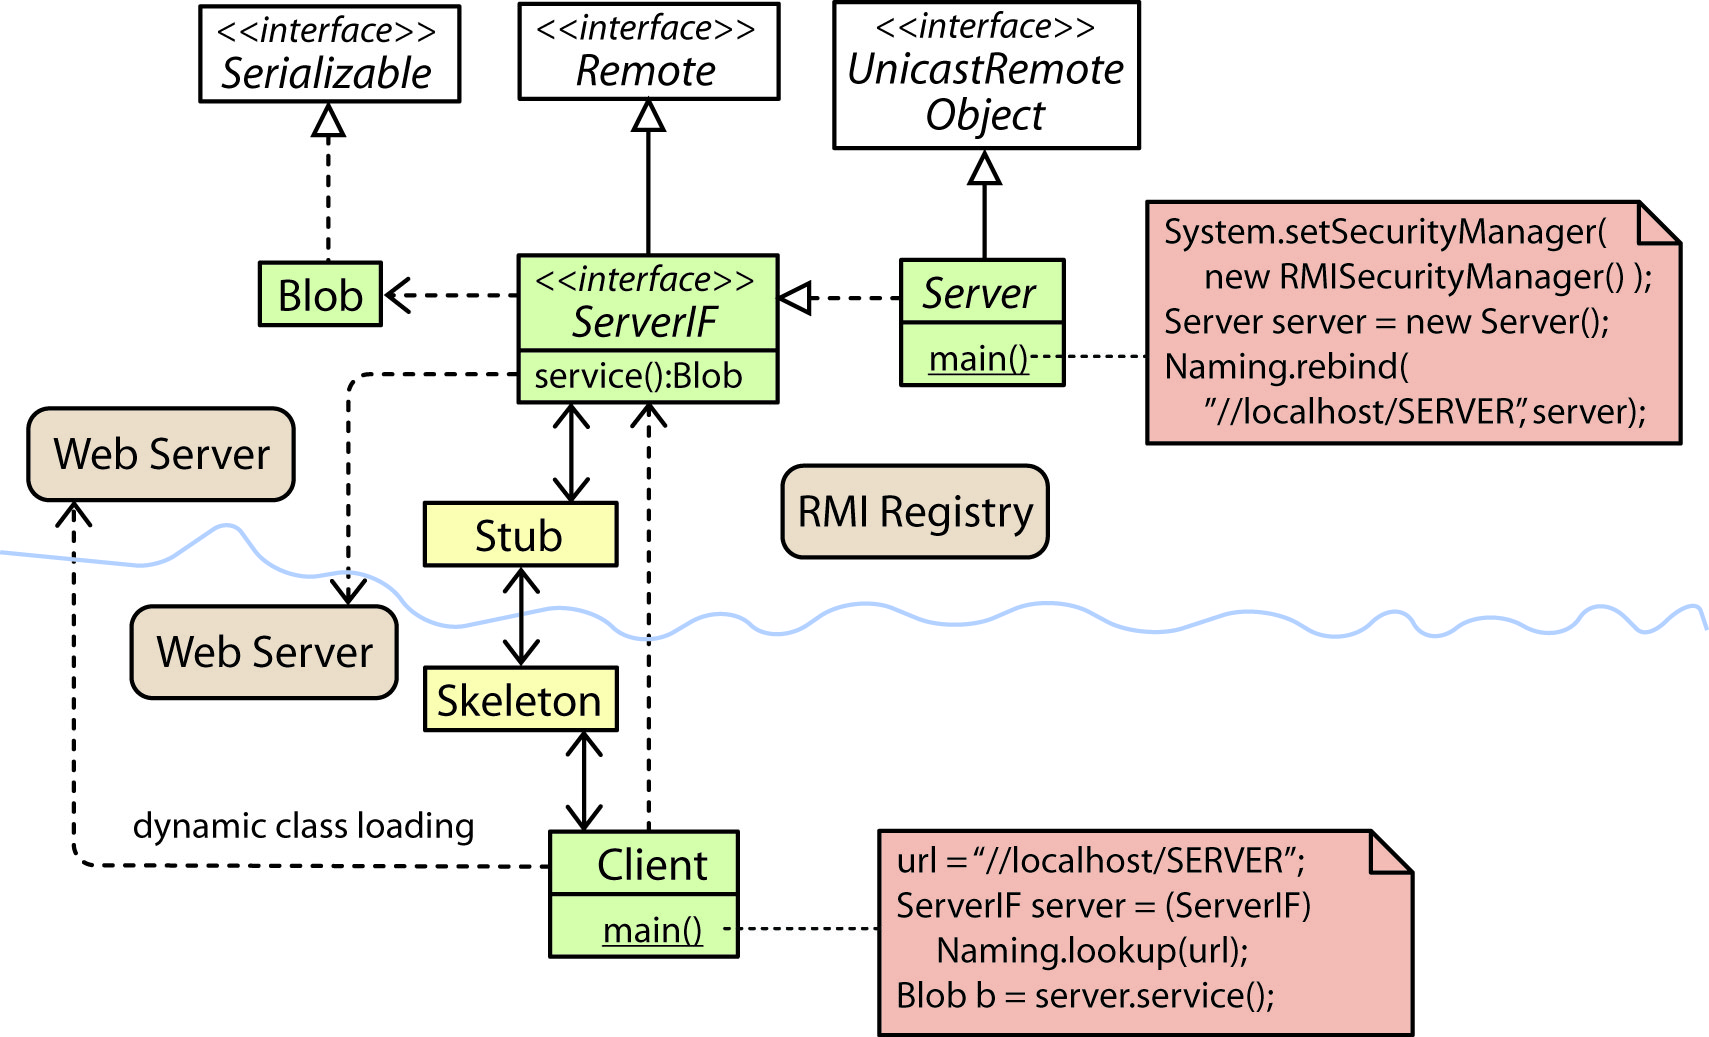 <<interface>>
Serializable
<<interface>>
Remote
<<interface>>
UnicastRemote
Object
Blob
<<interface>>
ServerIF
service():Blob
Server
main()
System.setSecurityManager(
new RMISecurityManager() );
Server server = new Server();
Naming.rebind(
”//localhost/SERVER”, server);
Web Server
RMI Registry
Stub
Web Server
Skeleton
dynamic class loading
Client
main()
url = “//localhost/SERVER”;
ServerIF server = (ServerIF)
Naming.lookup(url);
Blob b = server.service();